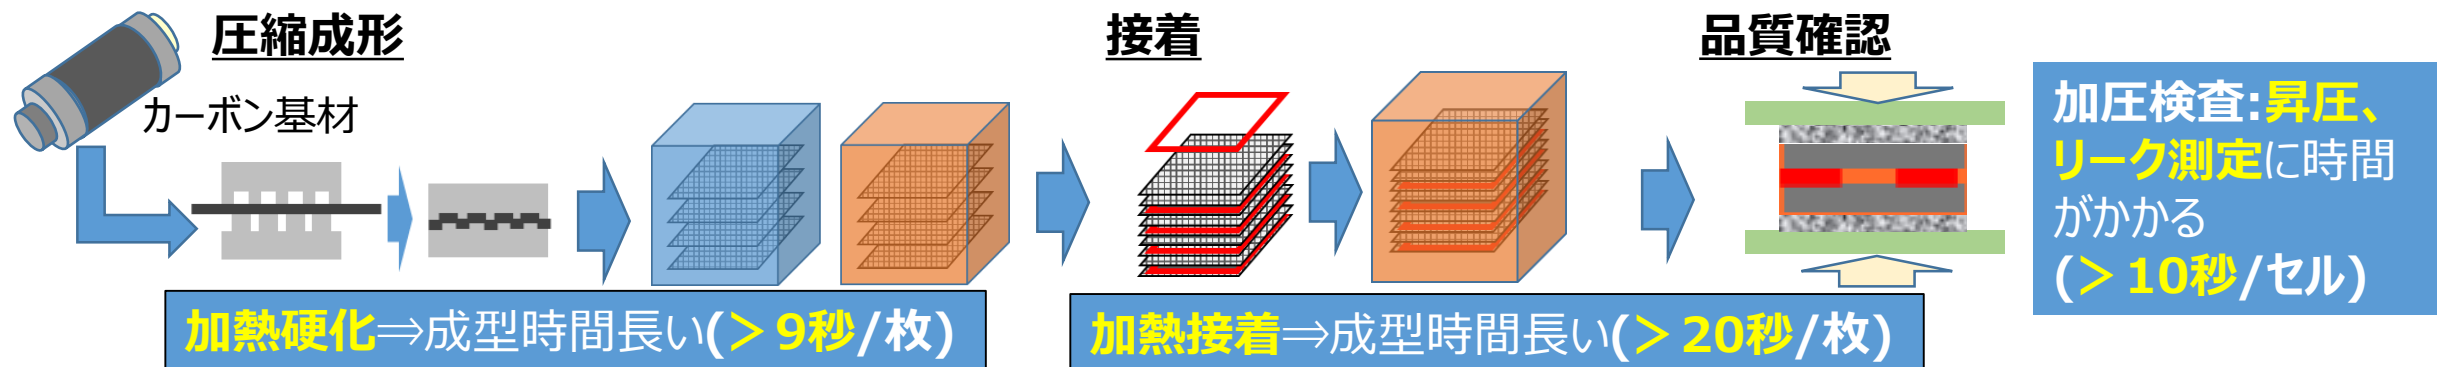 圧縮成形
カーボン基材
加熱硬化⇒成型時間長い(＞9秒/枚)
接着
加熱接着⇒成型時間長い(＞20秒/枚)
品質確認
加圧検査:昇圧、
リーク測定に時間
がかかる
(＞10秒/セル)